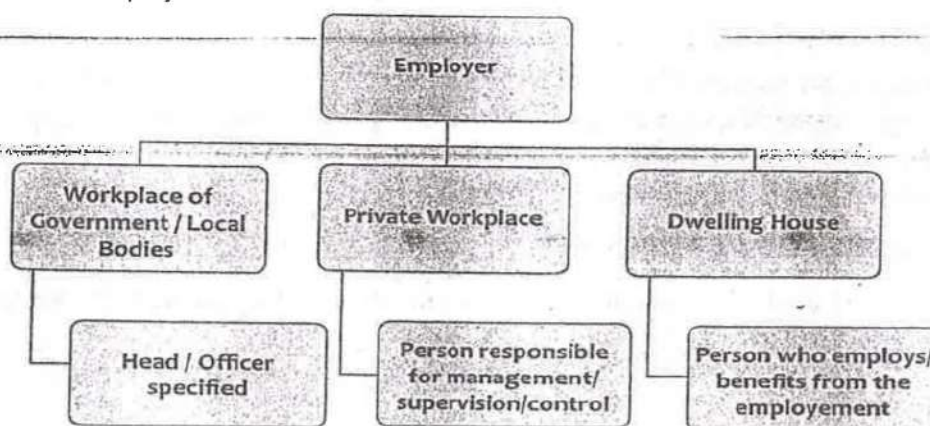 Employer
Workplace of
Government / Local
Bodies
Private Workplace
Dwelling House
Head / Officer
specified
Person responsible
for management/
supervision/control
Person who employs/
benefits from the
employement